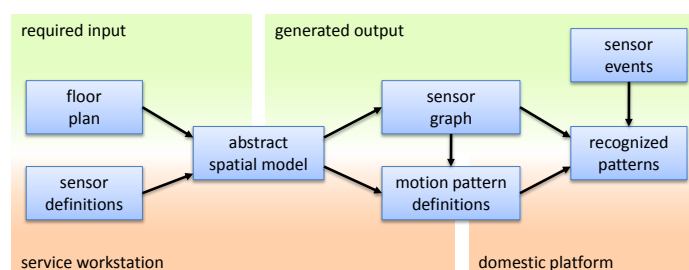 required input
generated output
sensor
events
floor
plan
sensor
graph
abstract
spatial model
recognized
patterns
sensor
definitions
motion pattern
definitions
service workstation
domestic platform